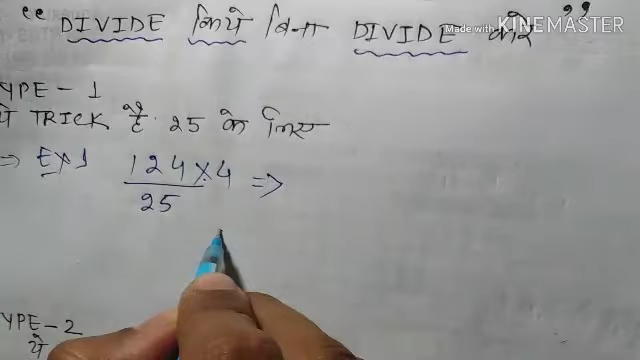 Made with KINEMASTER
“ DIVIDE किये बिना DIVIDE करे ”
YPE - 1
ये TRICK है 25 के लिए
⇒ Ex1 124×4 ⇒
25
YPE - 2
ये